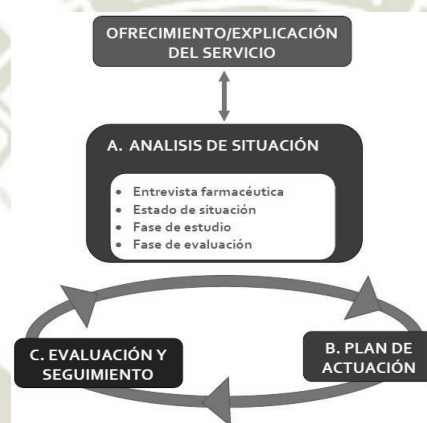 OFRECIMIENTO/EXPLICACIÓN
DEL SERVICIO
A. ANALISIS DE SITUACIÓN
• Entrevista farmacéutica
• Estado de situación
• Fase de estudio
• Fase de evaluación
C. EVALUACIÓN Y
SEGUIMIENTO
B. PLAN DE
ACTUACIÓN